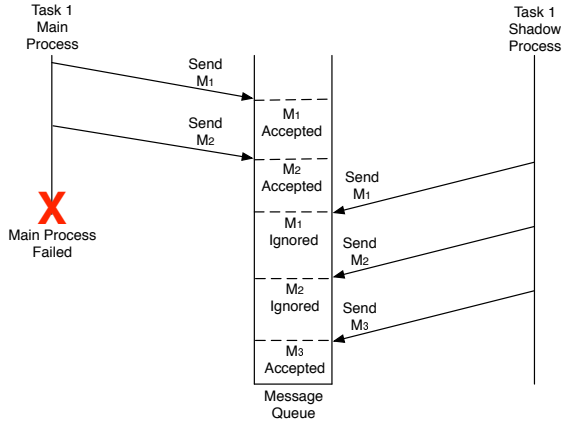 Task 1
Main
Process
Task 1
Shadow
Process
Send
M1
M1
Accepted
Send
M2
M2
Accepted
Send
M1
M1
Ignored
X
Main Process
Failed
Send
M2
M2
Ignored
Send
M3
M3
Accepted
Message
Queue